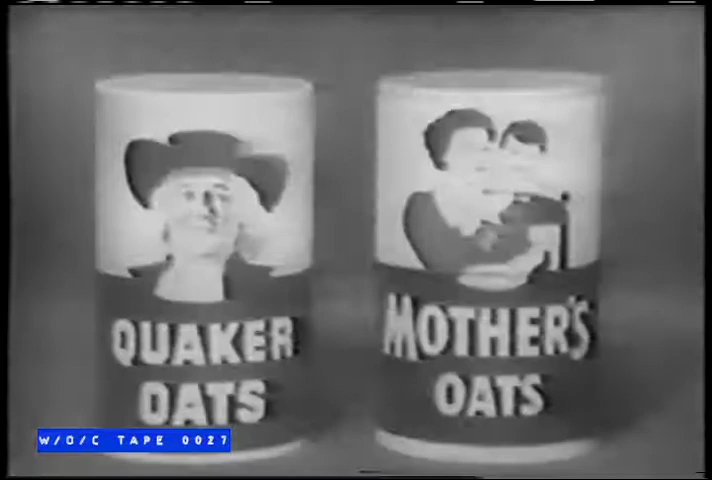 QUAKER
OATS
MOTHER'S
OATS
W/O/C TAPE 0027